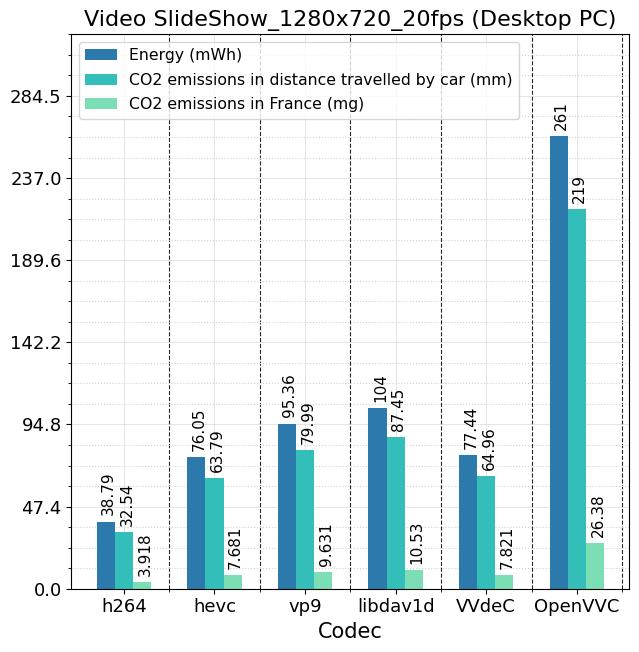 Video SlideShow_1280x720_20fps (Desktop PC)
Energy (mWh)
CO2 emissions in distance travelled by car (mm)
CO2 emissions in France (mg)
284.5
237.0
189.6
142.2
94.8
47.4
0.0
38.79
32.54
3.918
76.05
63.79
7.681
95.36
79.99
9.631
104
87.45
10.53
77.44
64.96
7.821
261
219
26.38
h264
hevc
vp9
libdav1d
VVdeC
OpenVVC
Codec